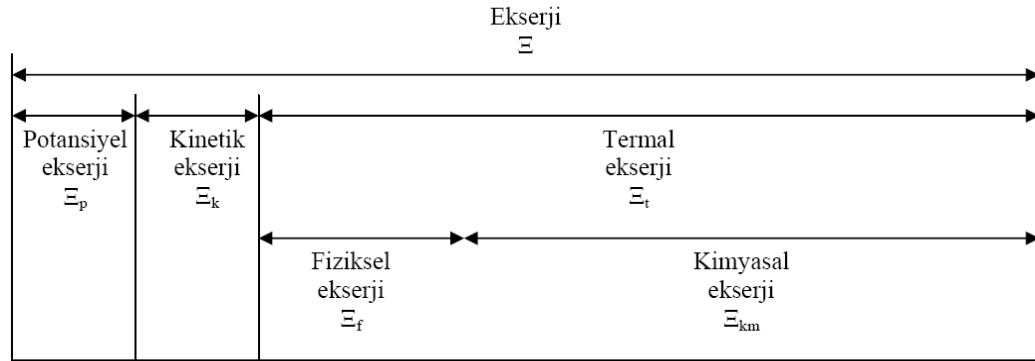 Ekserji
Ξ
Potansiyel
ekserji
Ξp
Kinetik
ekserji
Ξk
Termal
ekserji
Ξt
Fiziksel
ekserji
Ξf
Kimyasal
ekserji
Ξkm